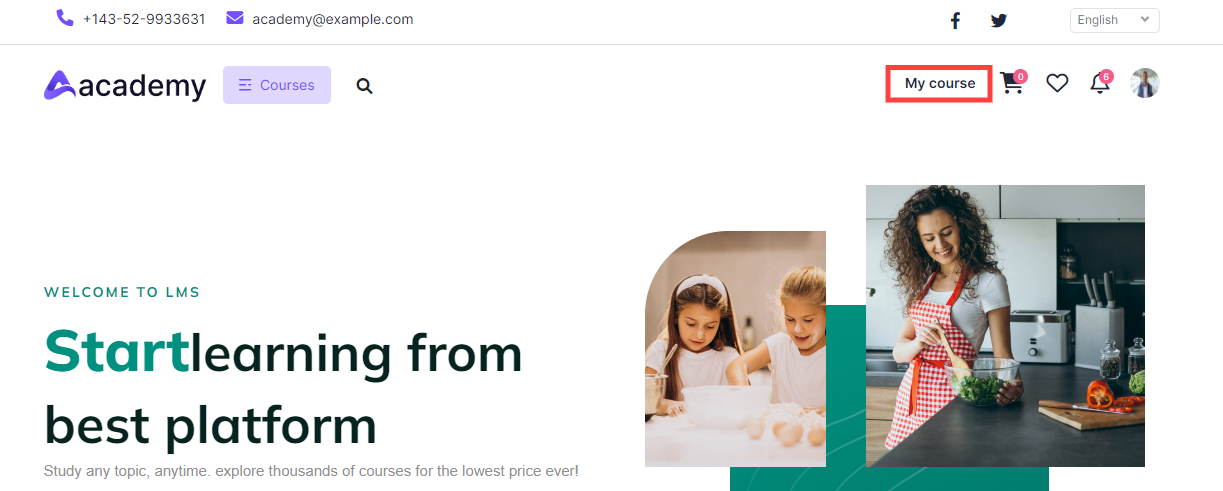 +143-52-9933631 academy@example.com English
academy Courses My course 0 6
WELCOME TO LMS
Startlearning from
best platform
Study any topic, anytime. explore thousands of courses for the lowest price ever!